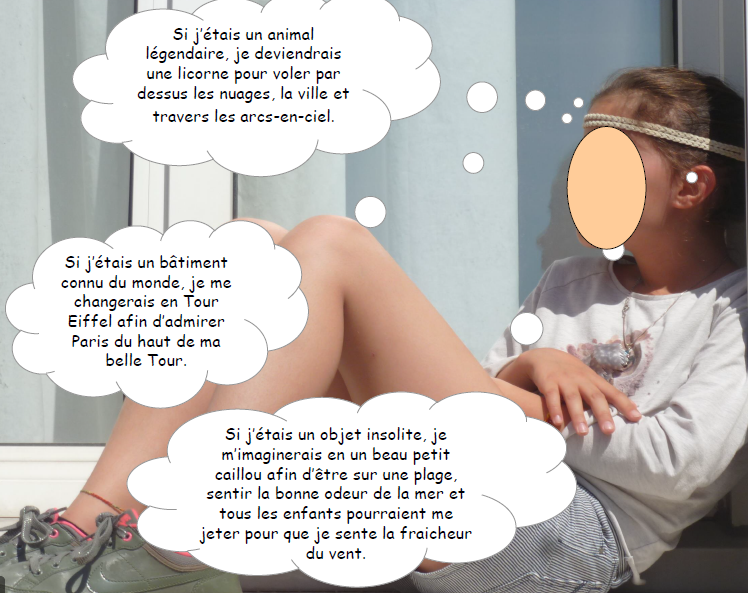 Si j'étais un animal
légendaire, je deviendrais
une licorne pour voler par
dessus les nuages, la ville et
travers les arcs-en-ciel.
Si j'étais un bâtiment
connu du monde, je me
changerais en Tour
Eiffel afin d'admirer
Paris du haut de ma
belle Tour.
Si j'étais un objet insolite, je
m'imaginerais en un beau petit
caillou afin d'être sur une plage,
sentir la bonne odeur de la mer et
tous les enfants pourraient me
jeter pour que je sente la fraicheur
du vent.